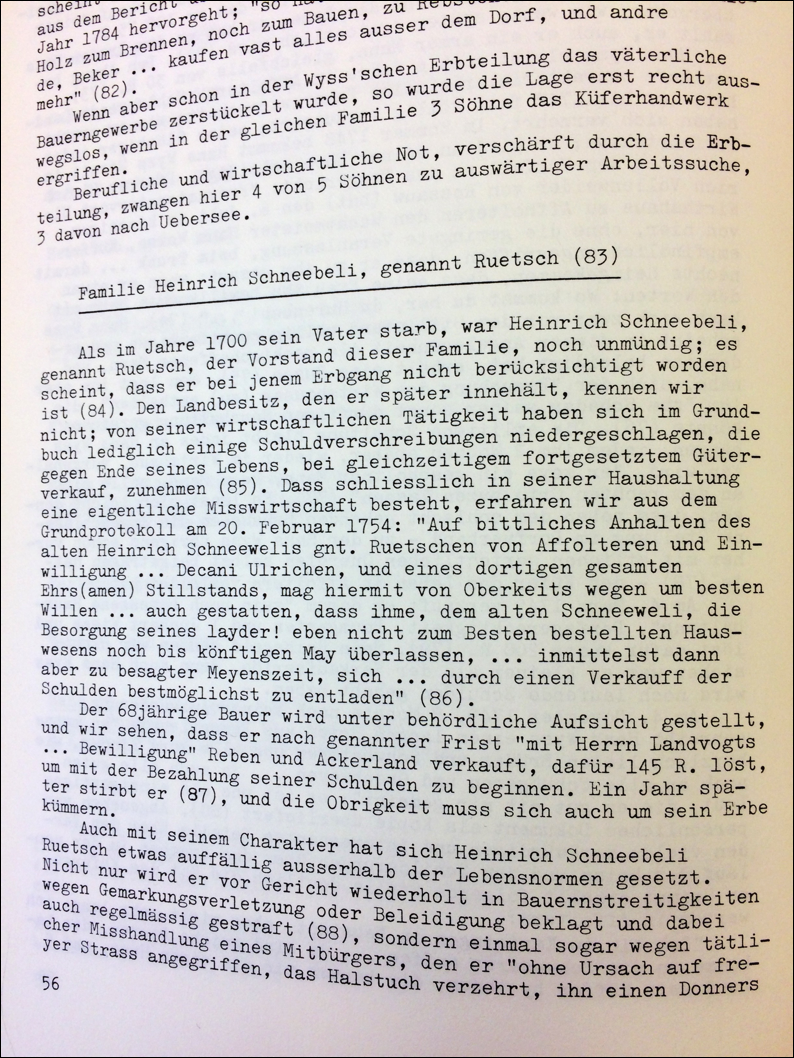 aus dem Bericht
Jahr 1784 hervorgeht; "so
Holz zum Brennen, noch zum Bauen, zu
de, Beker ... kaufen vast alles ausser dem Dorf, und andre
mehr" (82).
Wenn aber schon in der Wyss'schen Erbteilung das väterliche
Bauerngewerbe zerstückelt wurde, so wurde die Lage erst recht aus-
wegslos, wenn in der gleichen Familie 3 Söhne das Küferhandwerk
ergriffen.
Berufliche und wirtschaftliche Not, verschärft durch die Erb-
teilung, zwangen hier 4 von 5 Söhnen zu auswärtiger Arbeitssuche,
3 davon nach Uebersee.
Familie Heinrich Schneebeli, genannt Ruetsch (83)
Als im Jahre 1700 sein Vater starb, war Heinrich Schneebeli,
genannt Ruetsch, der Vorstand dieser Familie, noch unmündig; es
scheint, dass er bei jenem Erbgang nicht berücksichtigt worden
ist (84). Den Landbesitz, den er später innehält, kennen wir
nicht; von seiner wirtschaftlichen Tätigkeit haben sich im Grund-
buch lediglich einige Schuldverschreibungen niedergeschlagen, die
gegen Ende seines Lebens, bei gleichzeitigem fortgesetztem Güter-
verkauf, zunehmen (85). Dass schliesslich in seiner Haushaltung
eine eigentliche Misswirtschaft besteht, erfahren wir aus dem
Grundprotokoll am 20. Februar 1754: "Auf bittliches Anhalten des
alten Heinrich Schneewelis gnt. Ruetschen von Affolteren und Ein-
willigung ... Decani Ulrichen, und eines dortigen gesamten
Ehrs(amen) Stillstands, mag hiermit von Oberkeits wegen um besten
Willen ... auch gestatten, dass ihme, dem alten Schneeweli, die
Besorgung seines layder! eben nicht zum Besten bestellten Haus-
wesens noch bis könftigen May überlassen, ... inmittelst dann
aber zu besagter Meyenszeit, sich ... durch einen Verkauff der
Schulden bestmöglichst zu entladen" (86).
Der 68jährige Bauer wird unter behördliche Aufsicht gestellt,
und wir sehen, dass er nach genannter Frist "mit Herrn Landvogts
... Bewilligung" Reben und Ackerland verkauft, dafür 145 R. löst,
um mit der Bezahlung seiner Schulden zu beginnen. Ein Jahr spä-
ter stirbt er (87), und die Obrigkeit muss sich auch um sein Erbe
kümmern.
Auch mit seinem Charakter hat sich Heinrich Schneebeli
Ruetsch etwas auffällig ausserhalb der Lebensnormen gesetzt.
Nicht nur wird er vor Gericht wiederholt in Bauernstreitigkeiten
wegen Gemarkungsverletzung oder Beleidigung beklagt und dabei
auch regelmässig gestraft (88), sondern einmal sogar wegen tätli-
cher Misshandlung eines Mitbürgers, den er "ohne Ursach auf fre-
yer Strass angegriffen, das Halstuch verzehrt, ihn einen Donners
56